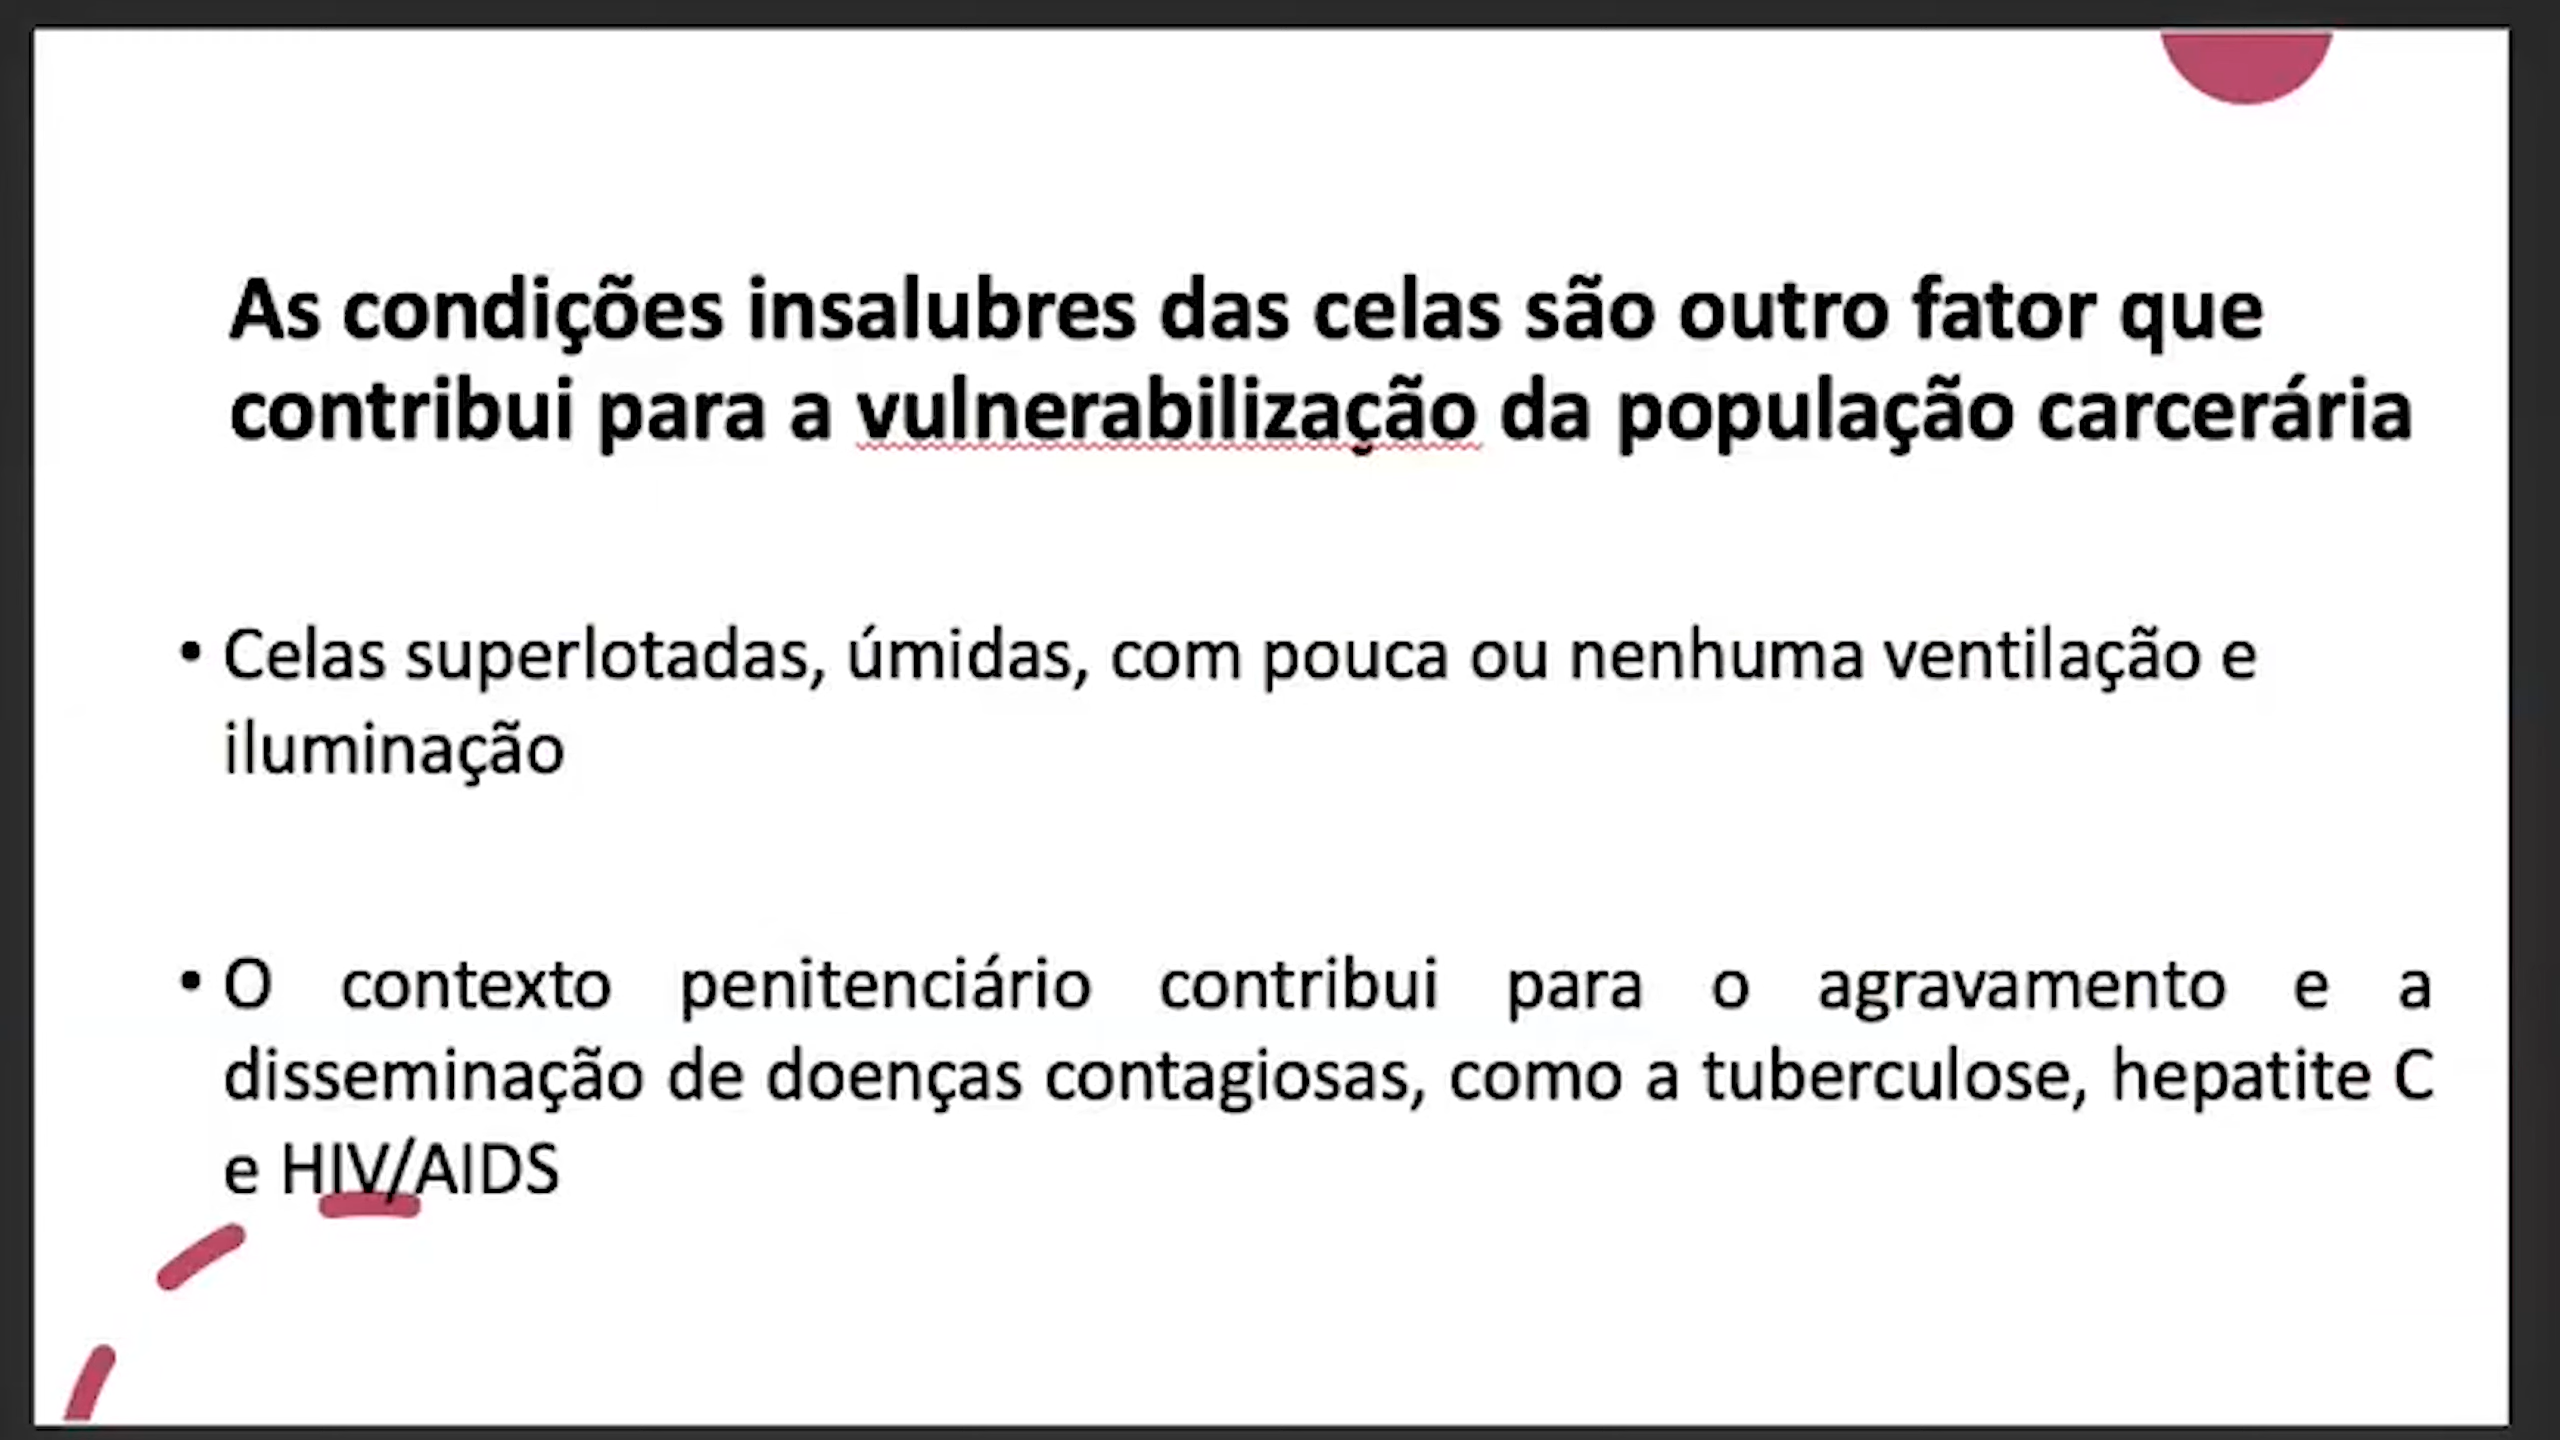 As condições insalubres das celas são outro fator que
contribui para a vulnerabilização da população carcerária
• Celas superlotadas, úmidas, com pouca ou nenhuma ventilação e
iluminação
• O contexto penitenciário contribui para o agravamento e a
disseminação de doenças contagiosas, como a tuberculose, hepatite C
e HIV/AIDS